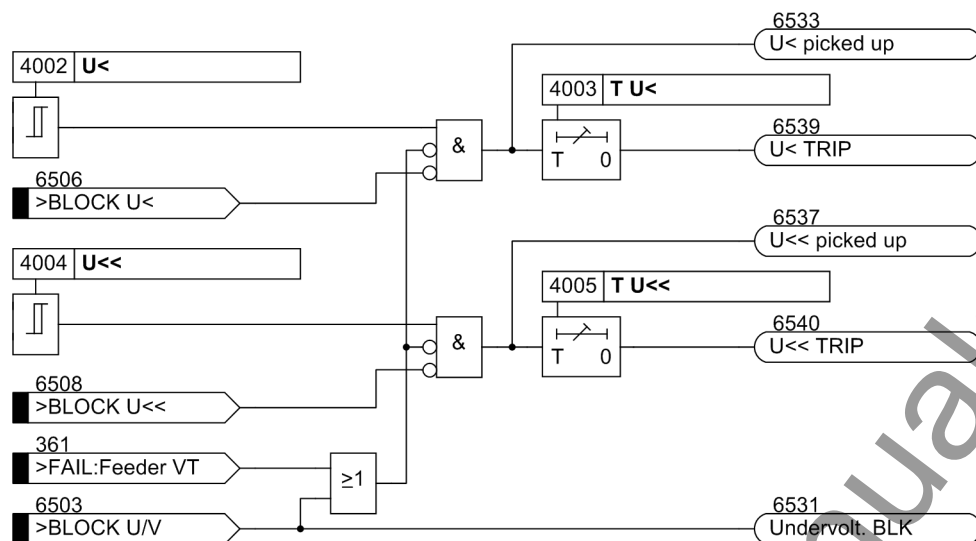 6533
U< picked up
4002 U<
4003 T U<
&
6539
U< TRIP
T 0
6506
>BLOCK U<
6537
U<< picked up
4004 U<<
4005 T U<<
&
6540
U<< TRIP
T 0
6508
>BLOCK U<<
361
>FAIL:Feeder VT
≥1
6503
>BLOCK U/V
6531
Undervolt. BLK